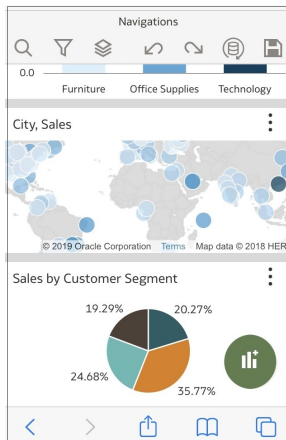 Navigations
0.0
Furniture Office Supplies Technology
City, Sales
© 2019 Oracle Corporation Terms Map data © 2018 HER
Sales by Customer Segment
19.29% 20.27%
24.68% 35.77%